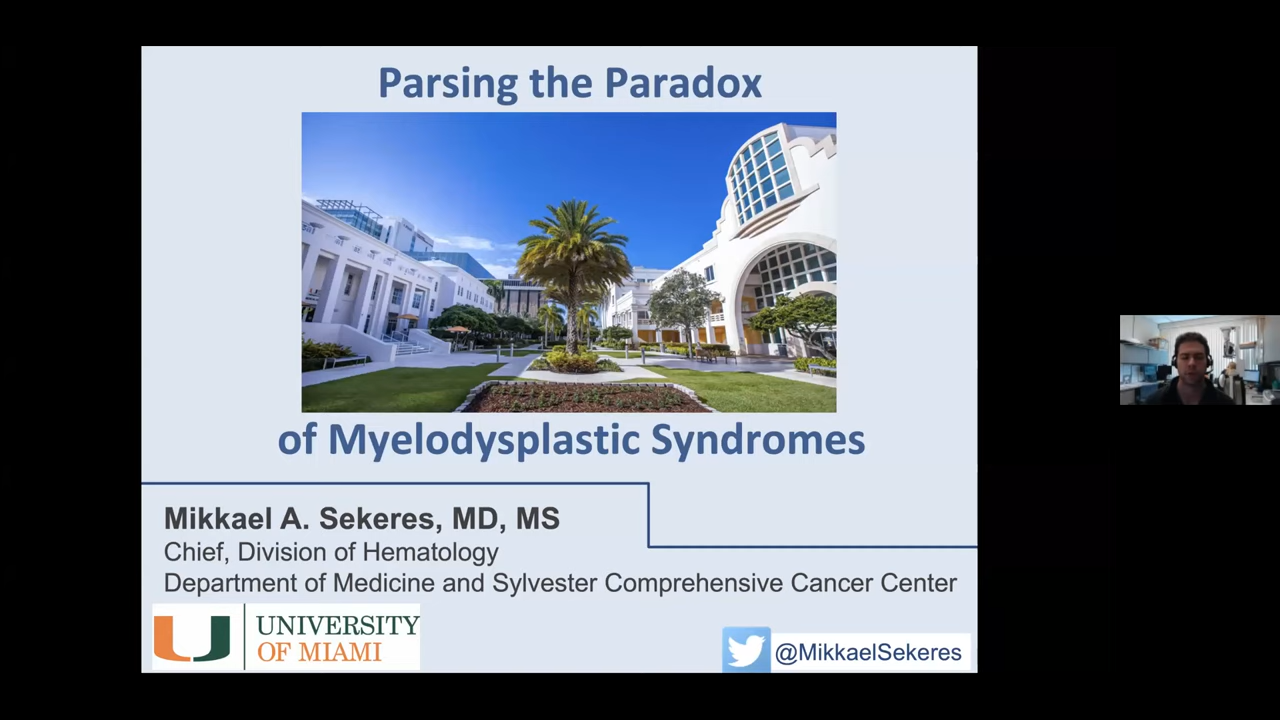 Parsing the Paradox
of Myelodysplastic Syndromes
Mikkael A. Sekeres, MD, MS
Chief, Division of Hematology
Department of Medicine and Sylvester Comprehensive Cancer Center
UNIVERSITY
OF MIAMI
@MikkaelSekeres